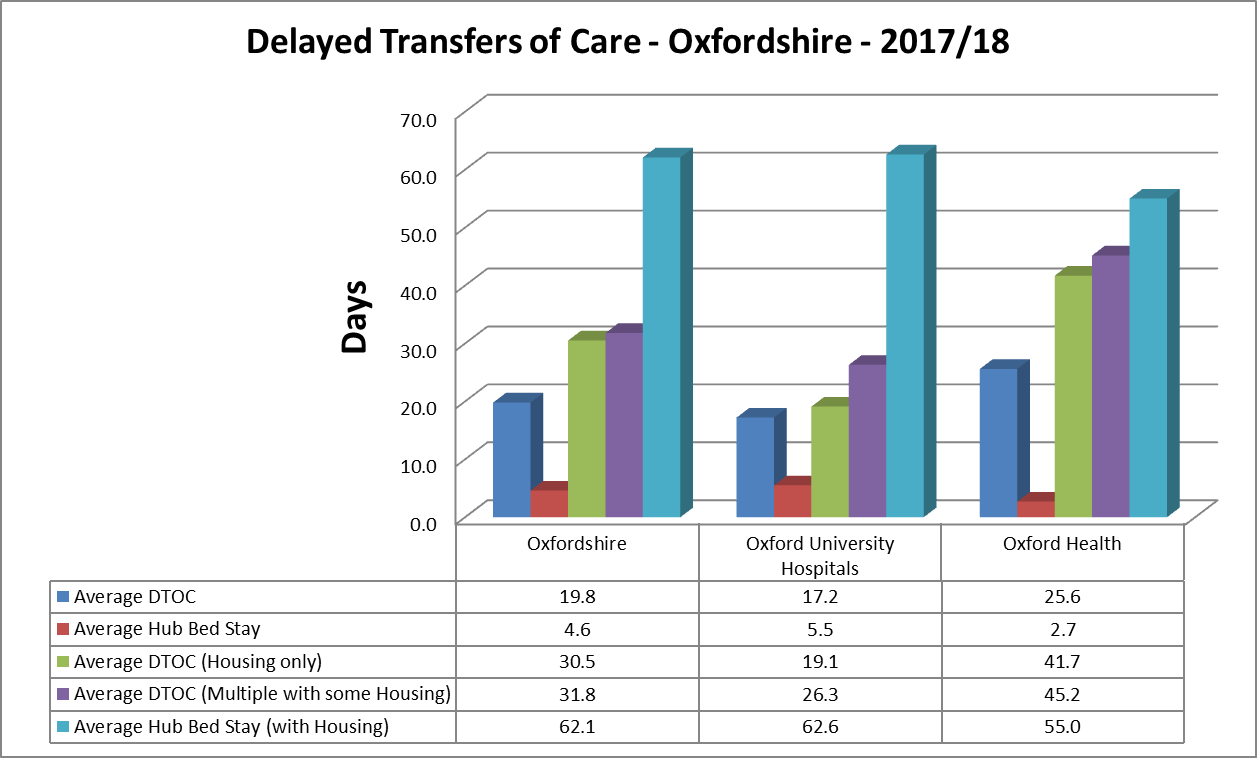 Delayed Transfers of Care - Oxfordshire - 2017/18
70.0
60.0
50.0
40.0
30.0
20.0
10.0
0.0
Days
Oxfordshire
Oxford University
Hospitals
Oxford Health
Average DTOC 19.8 17.2 25.6
Average Hub Bed Stay 4.6 5.5 2.7
Average DTOC (Housing only) 30.5 19.1 41.7
Average DTOC (Multiple with some Housing) 31.8 26.3 45.2
Average Hub Bed Stay (with Housing) 62.1 62.6 55.0